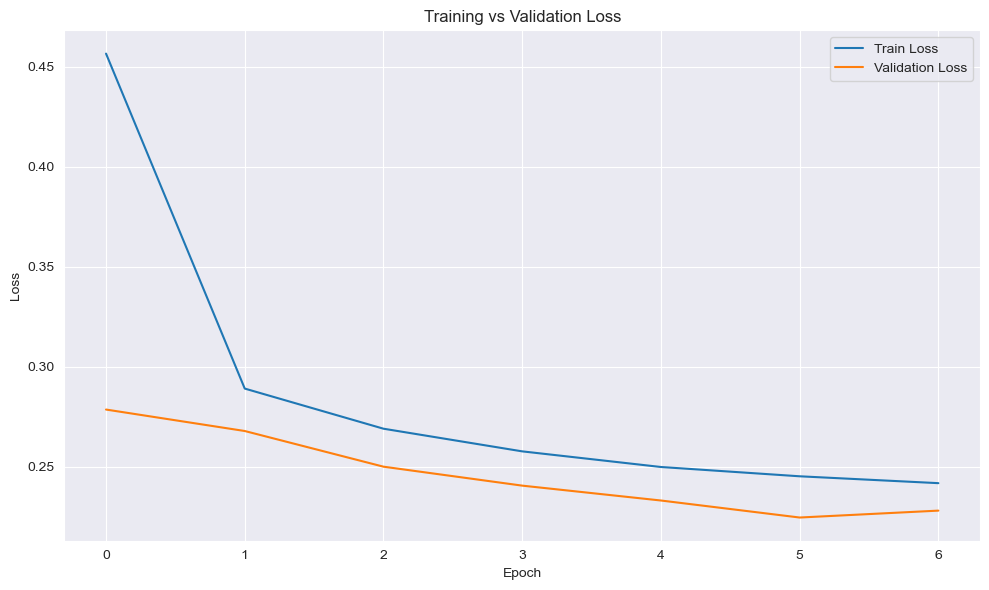 Training vs Validation Loss
Train Loss
Validation Loss
0.45
0.40
0.35
0.30
0.25
Loss
0 1 2 3 4 5 6
Epoch